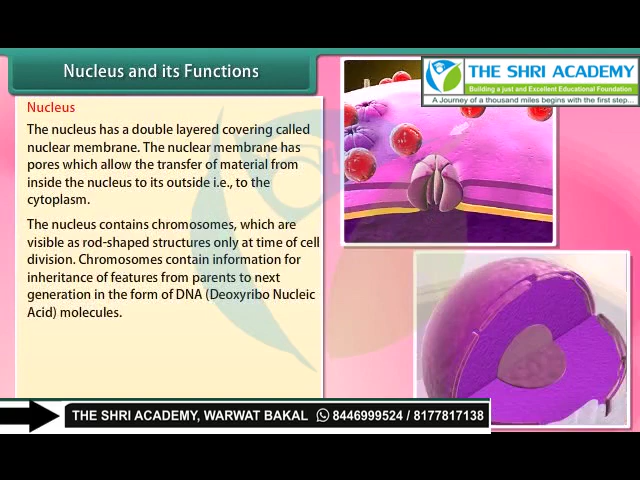 Nucleus and its Functions
THE SHRI ACADEMY
Building a just and Excellent Educational Foundation
A Journey of a thousand miles begins with the first step...
Nucleus
The nucleus has a double layered covering called
nuclear membrane. The nuclear membrane has
pores which allow the transfer of material from
inside the nucleus to its outside i.e., to the
cytoplasm.
The nucleus contains chromosomes, which are
visible as rod-shaped structures only at time of cell
division. Chromosomes contain information for
inheritance of features from parents to next
generation in the form of DNA (Deoxyribo Nucleic
Acid) molecules.
THE SHRI ACADEMY, WARWAT BAKAL 8446999524 / 8177817138